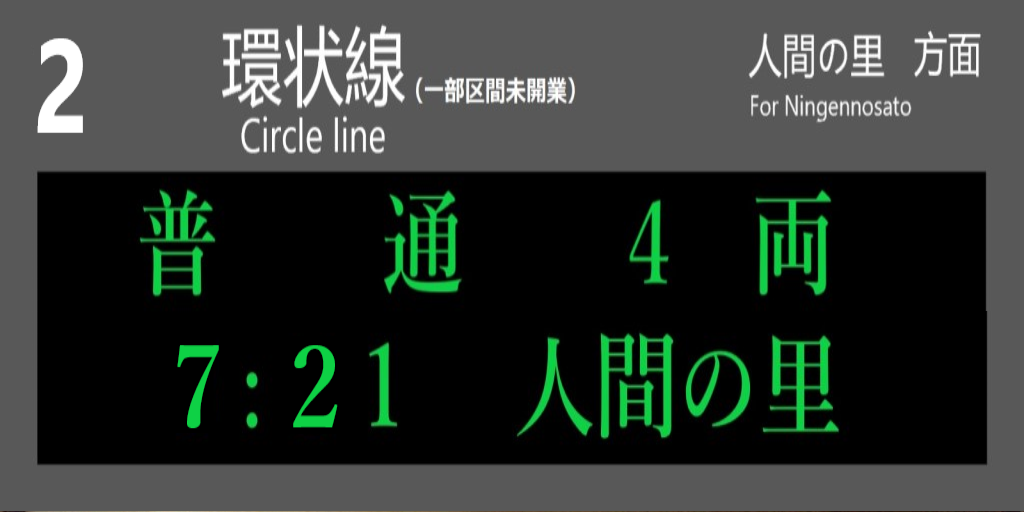 2
環状線(一部区間未開業)
Circle line
人間の里 方面
For Ningennosato
普通 4両
7:21 人間の里